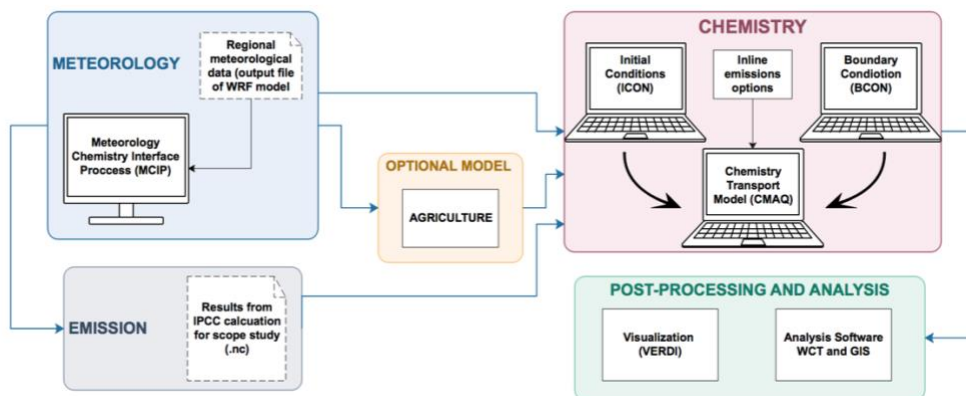 METEOROLOGY
Regional
meteorological
data (output file
of WRF model
Meteorology
Chemistry Interface
Proccess (MCIP)
EMISSION
Results from
IPCC calcuation
for scope study
(.nc)
OPTIONAL MODEL
AGRICULTURE
CHEMISTRY
Initial
Conditions
(ICON)
Inline
emissions
options
Boundary
Condiotion
(BCON)
Chemistry
Transport
Model (CMAQ)
POST-PROCESSING AND ANALYSIS
Visualization
(VERDI)
Analysis Software
WCT and GIS